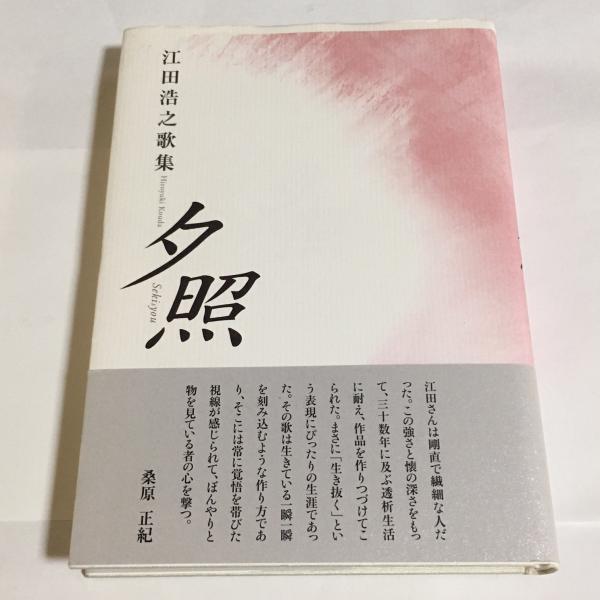 江田浩之歌集
Hiroyuki Kouda
夕照
Sekisyou
江田さんは剛直で繊細な人だ
った。この強さと懐の深さをもっ
て、三十数年に及ぶ透析生活
に耐え、作品を作りつづけてこ
られた。まさに「生き抜く」とい
う表現にぴったりの生涯であっ
た。その歌は生きている一瞬一瞬
を刻み込むような作り方であ
り、そこには常に覚悟を帯びた
視線が感じられて、ぼんやりと
物を見ている者の心を撃つ。
桑原 正紀